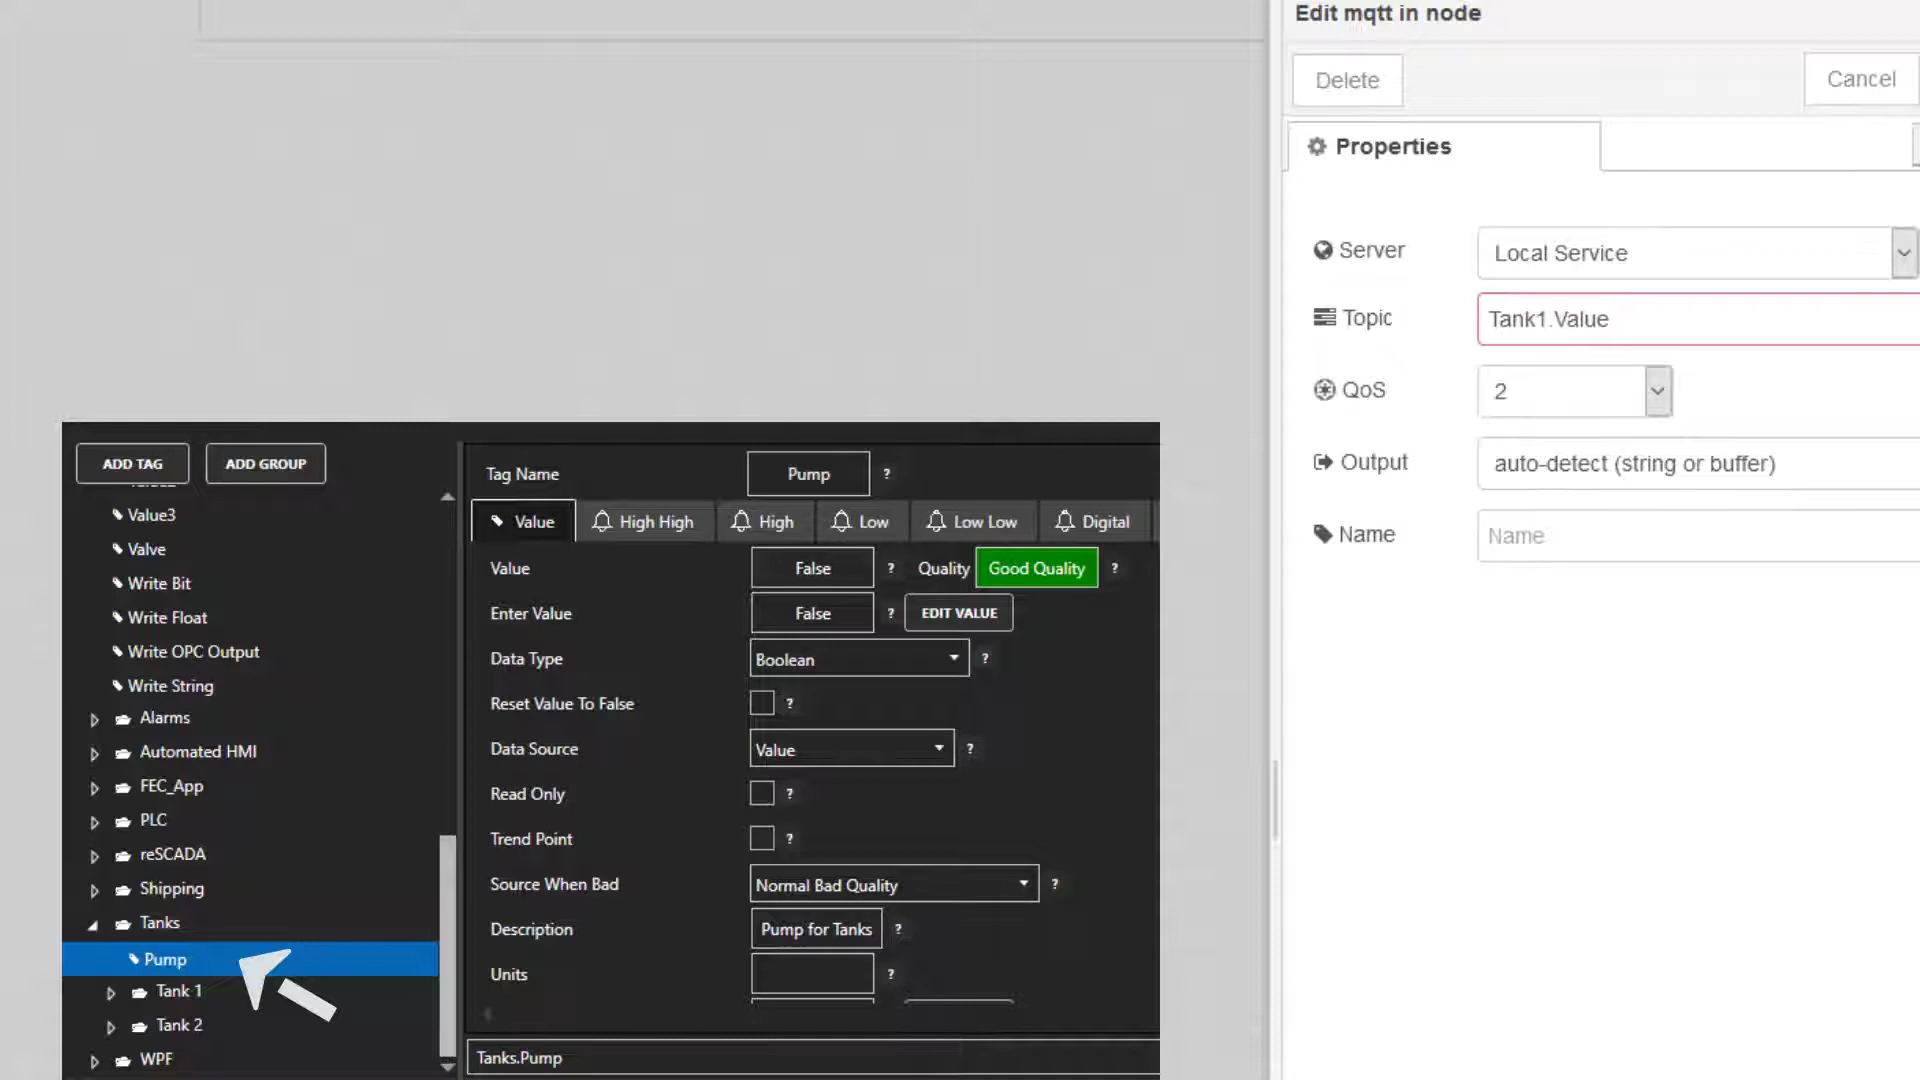 Edit mqtt in node
Delete
Cancel
Properties
Server
Local Service
Topic
Tank1.Value
QoS
2
Output
auto-detect (string or buffer)
Name
Name
ADD TAG
ADD GROUP
Value3
Valve
Write Bit
Write Float
Write OPC Output
Write String
Alarms
Automated HMI
FEC_App
PLC
reSCADA
Shipping
Tanks
Pump
Tank 1
Tank 2
WPF
Tag Name
Pump
?
Value
High High
High
Low
Low Low
Digital
Value
False
?
Quality
Good Quality
?
Enter Value
False
?
EDIT VALUE
Data Type
Boolean
?
Reset Value To False
?
Data Source
Value
?
Read Only
?
Trend Point
?
Source When Bad
Normal Bad Quality
?
Description
Pump for Tanks
?
Units
?
Tanks.Pump